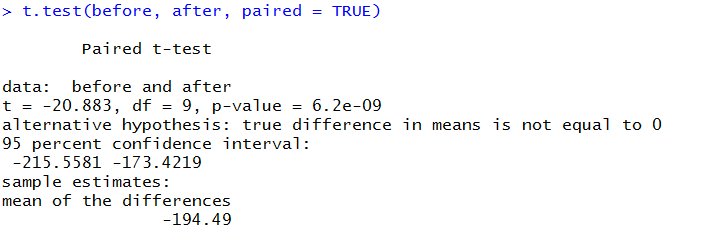 > t.test(before, after, paired = TRUE)
Paired t-test
data:  before and after
t = -20.883, df = 9, p-value = 6.2e-09
alternative hypothesis: true difference in means is not equal to 0
95 percent confidence interval:
-215.5581 -173.4219
sample estimates:
mean of the differences
-194.49